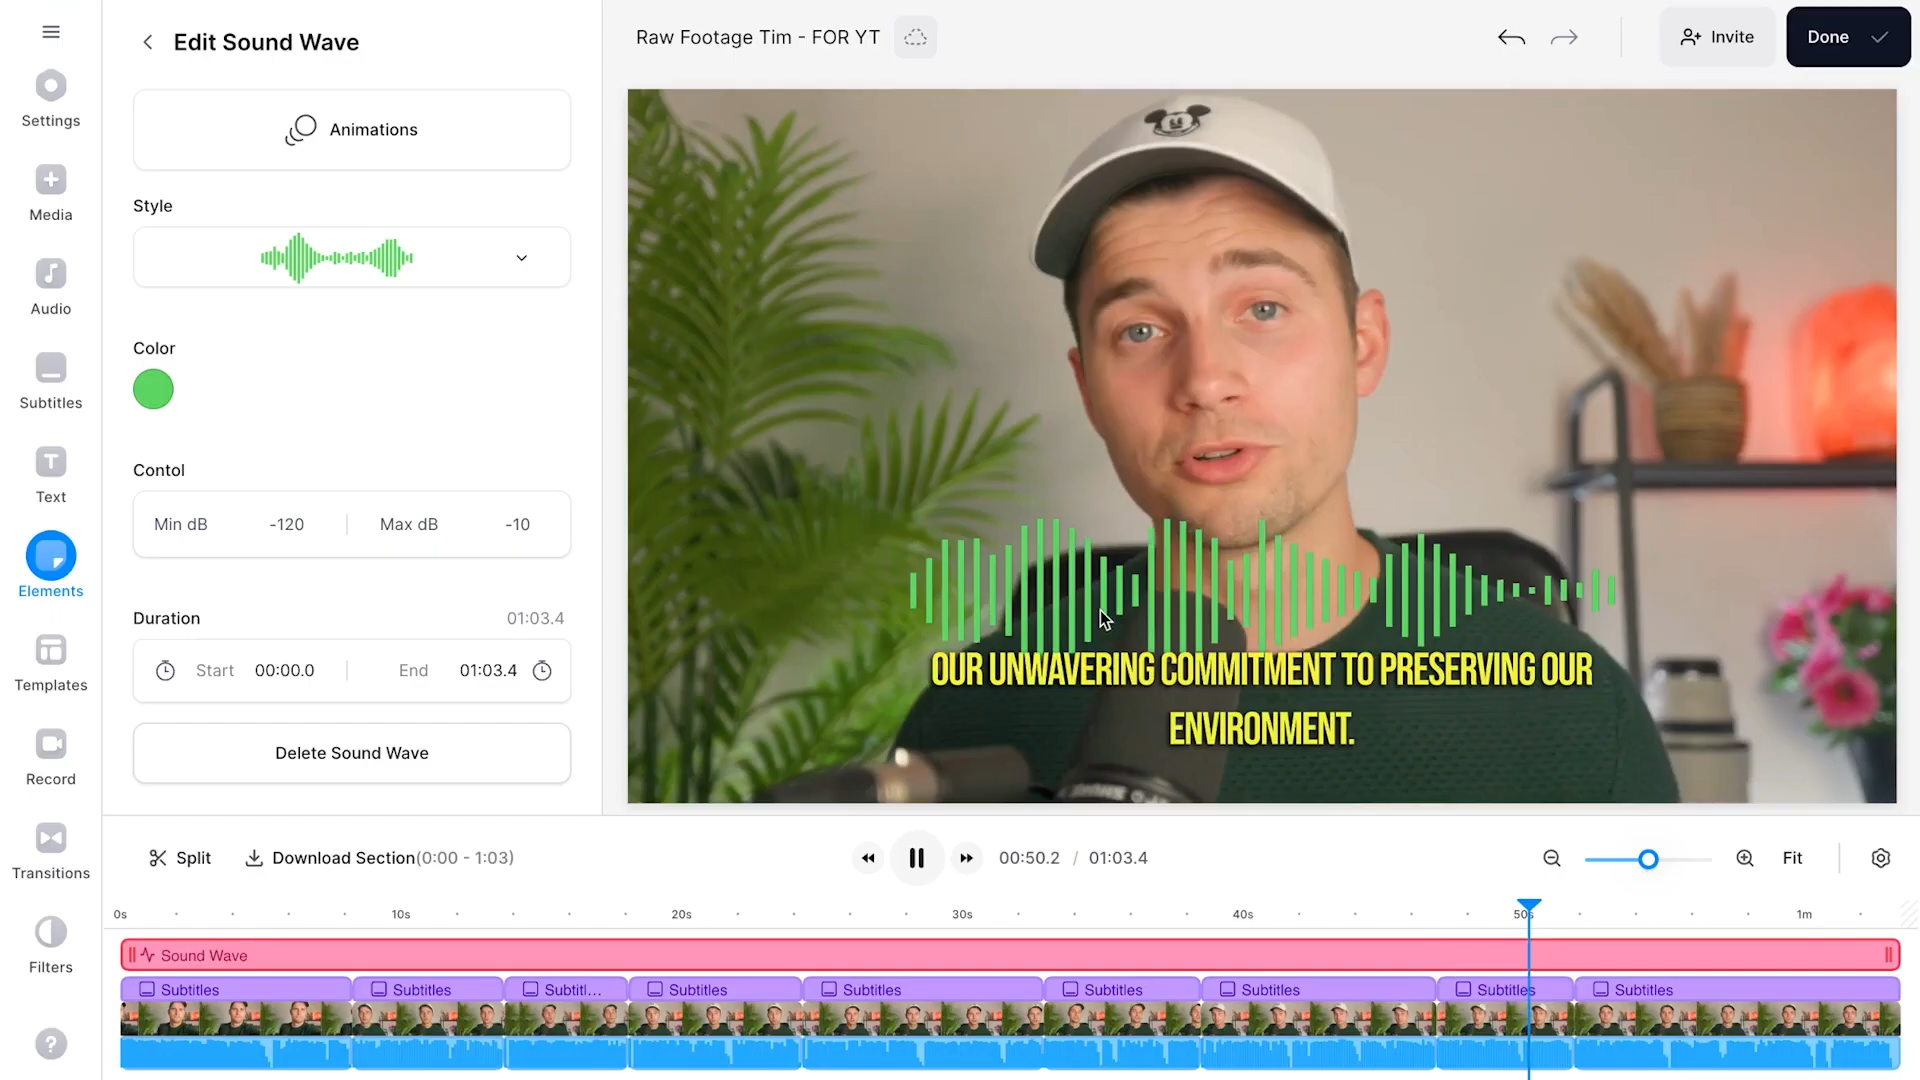 Edit Sound Wave
Raw Footage Tim - FOR YT
Invite
Done
Settings
Media
Audio
Subtitles
Text
Elements
Templates
Record
Transitions
Filters
?
Animations
Style
Color
Contol
Min dB -120 Max dB -10
Duration 01:03.4
Start 00:00.0 End 01:03.4
Delete Sound Wave
OUR UNWAVERING COMMITMENT TO PRESERVING OUR
ENVIRONMENT.
Split Download Section(0:00 - 1:03) 00:50.2 / 01:03.4 Fit
0s 10s 20s 30s 40s 50s 1m
Sound Wave
Subtitles Subtitles Subtitl... Subtitles Subtitles Subtitles Subtitles Subtitles Subtitles